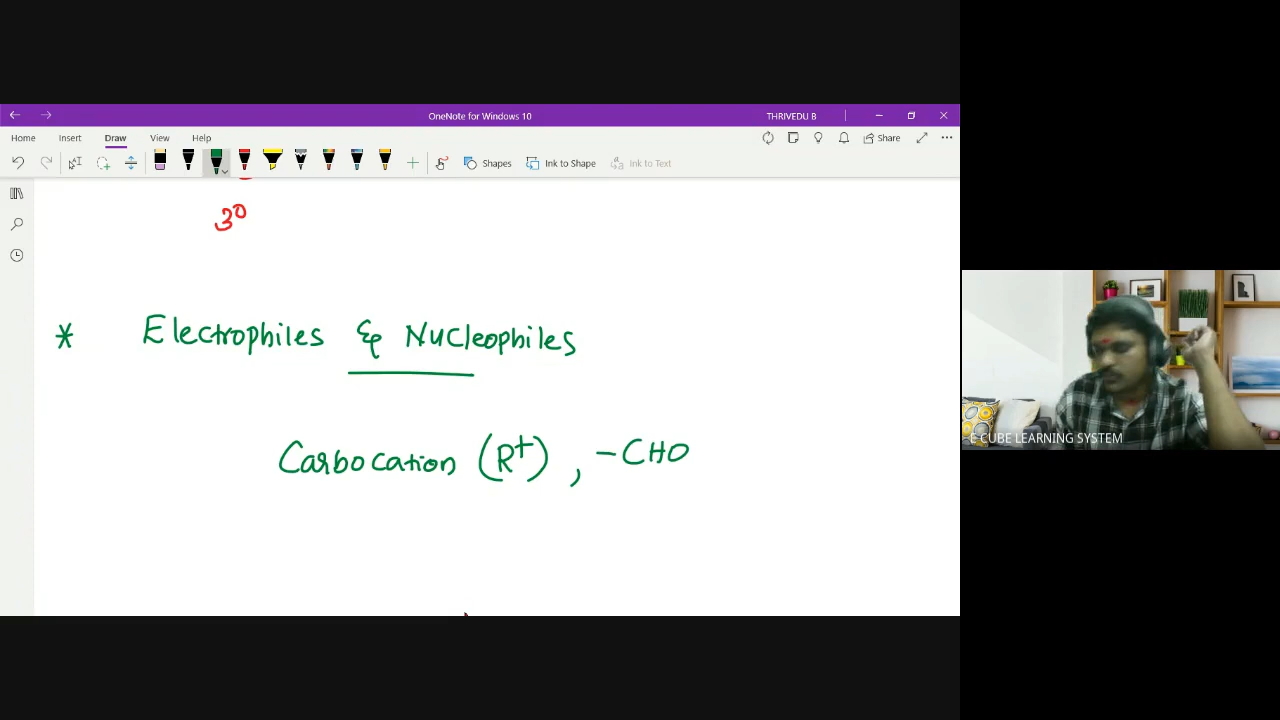 OneNote for Windows 10
THRIVEDU B
Home Insert Draw View Help
Share
Shapes Ink to Shape Ink to Text
3⁰
* Electrophiles & Nucleophiles
Carbocation (R⁺), -CHO
E CUBE LEARNING SYSTEM